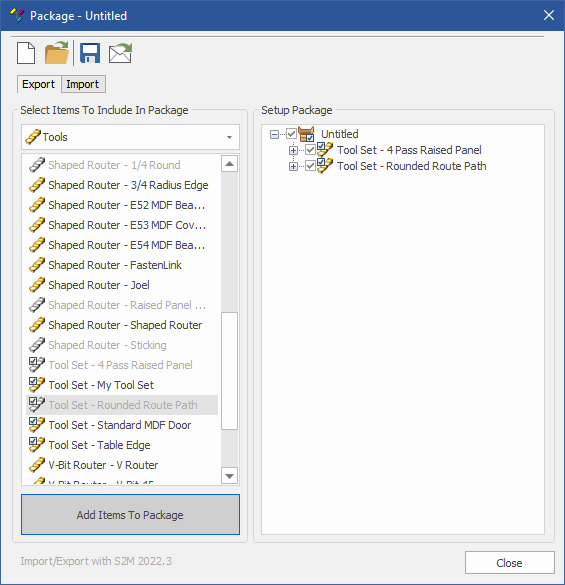 Package - Untitled
Export
Import
Select Items To Include In Package
Tools
Shaped Router - 1/4 Round
Shaped Router - 3/4 Radius Edge
Shaped Router - E52 MDF Bea...
Shaped Router - E53 MDF Cov...
Shaped Router - E54 MDF Bea...
Shaped Router - FastenLink
Shaped Router - Joel
Shaped Router - Raised Panel ...
Shaped Router - Shaped Router
Shaped Router - Sticking
Tool Set - 4 Pass Raised Panel
Tool Set - My Tool Set
Tool Set - Rounded Route Path
Tool Set - Standard MDF Door
Tool Set - Table Edge
V-Bit Router - V Router
V-Bit Router - V-Bit 45
Add Items To Package
Import/Export with S2M 2022.3
Setup Package
Untitled
Tool Set - 4 Pass Raised Panel
Tool Set - Rounded Route Path
Close